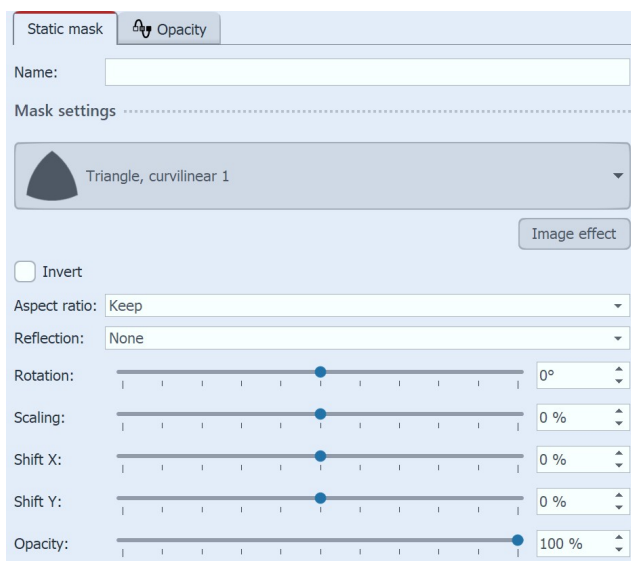 Static mask
Opacity
Name:
Mask settings
Triangle, curvilinear 1
Image effect
Invert
Aspect ratio: Keep
Reflection: None
Rotation: 0°
Scaling: 0 %
Shift X: 0 %
Shift Y: 0 %
Opacity: 100 %